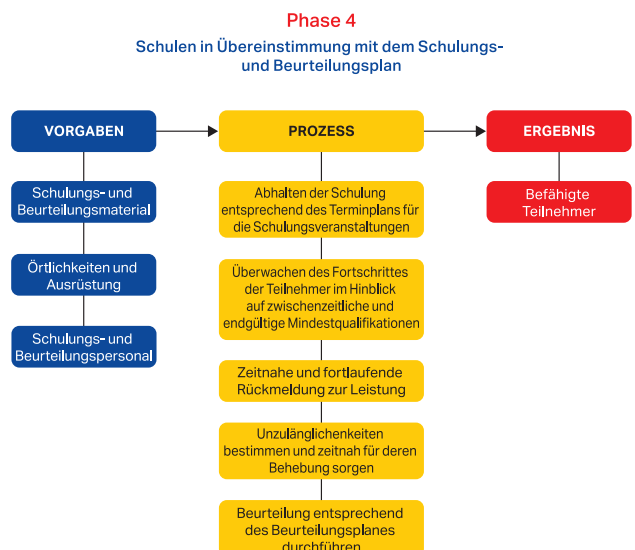 Phase 4
Schulen in Übereinstimmung mit dem Schulungs-
und Beurteilungsplan
VORGABEN
Schulungs- und
Beurteilungsmaterial
Örtlichkeiten und
Ausrüstung
Schulungs- und
Beurteilungspersonal
PROZESS
Abhalten der Schulung
entsprechend des Terminplans für
die Schulungsveranstaltungen
Überwachen des Fortschrittes
der Teilnehmer im Hinblick
auf zwischenzeitliche und
endgültige Mindestqualifikationen
Zeitnahe und fortlaufende
Rückmeldung zur Leistung
Unzulänglichenkeiten
bestimmen und zeitnah für deren
Behebung sorgen
Beurteilung entsprechend
des Beurteilungsplanes
durchführen
ERGEBNIS
Befähigte
Teilnehmer